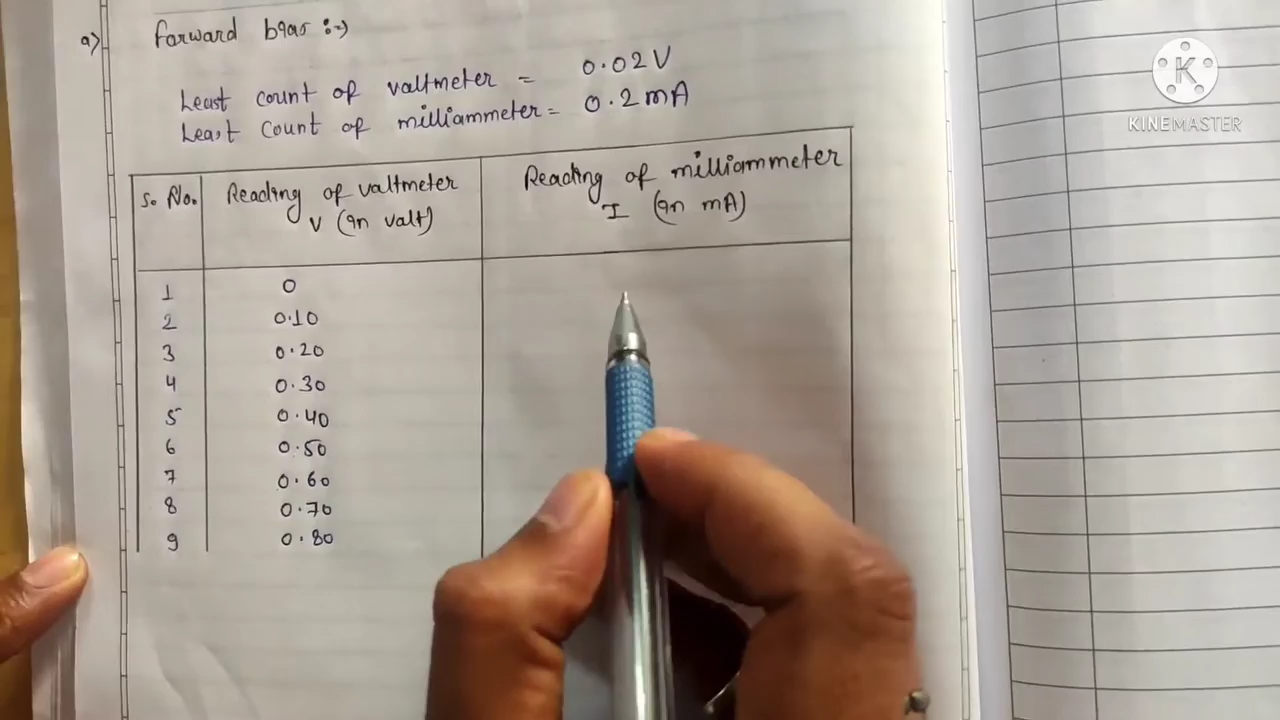 a) Forward bias :->
Least count of valtmeter = 0.02 V
Least count of milliammeter = 0.2 mA
S. No. Reading of valtmeter V (in valt) Reading of milliammeter I (in mA)
1 0
2 0.10
3 0.20
4 0.30
5 0.40
6 0.50
7 0.60
8 0.70
9 0.80
K
KINEMASTER